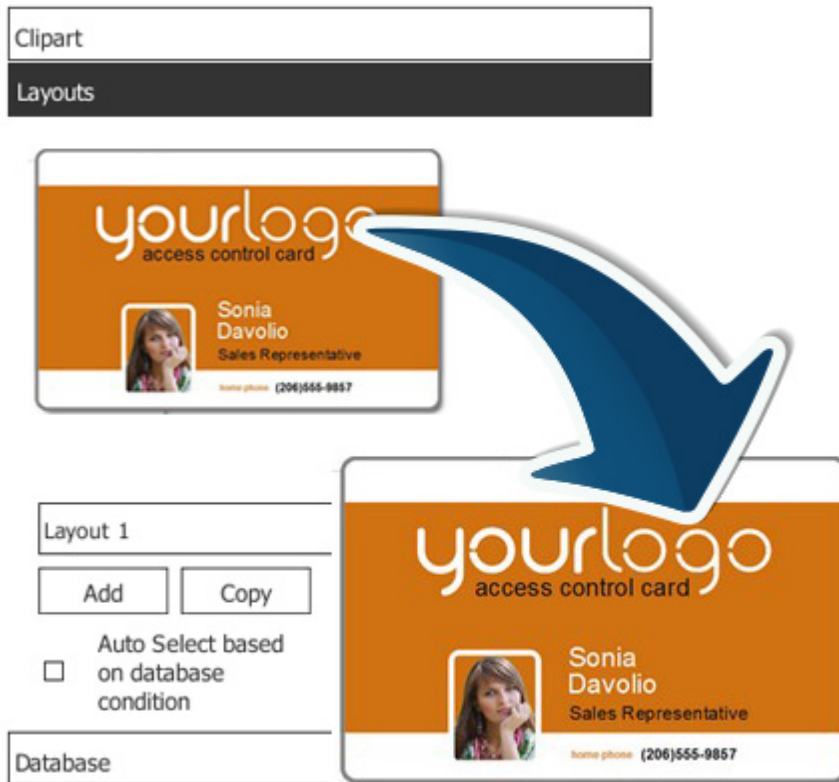 Clipart
Layouts
yourlogo
access control card
Sonia
Davolio
Sales Representative
home phone (206)555-9857
Layout 1
Add Copy
Auto Select based
on database
condition
Database
yourlogo
access control card
Sonia
Davolio
Sales Representative
home phone (206)555-9857